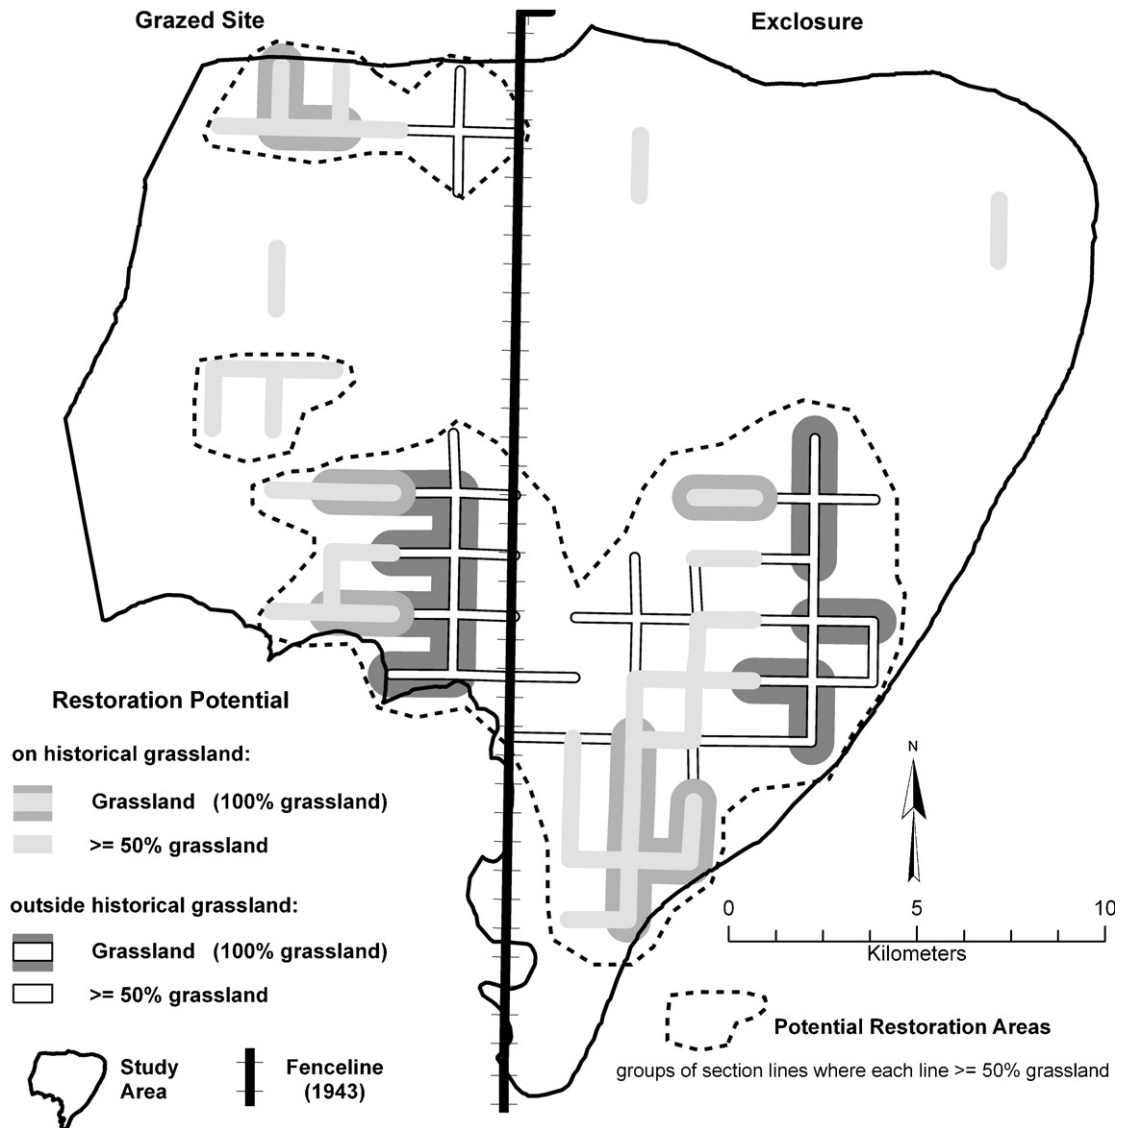 Grazed Site
Exclosure
Restoration Potential
on historical grassland:
Grassland (100% grassland)
>= 50% grassland
outside historical grassland:
Grassland (100% grassland)
>= 50% grassland
Study
Area
Fenceline
(1943)
N
0 5 10
Kilometers
Potential Restoration Areas
groups of section lines where each line >= 50% grassland